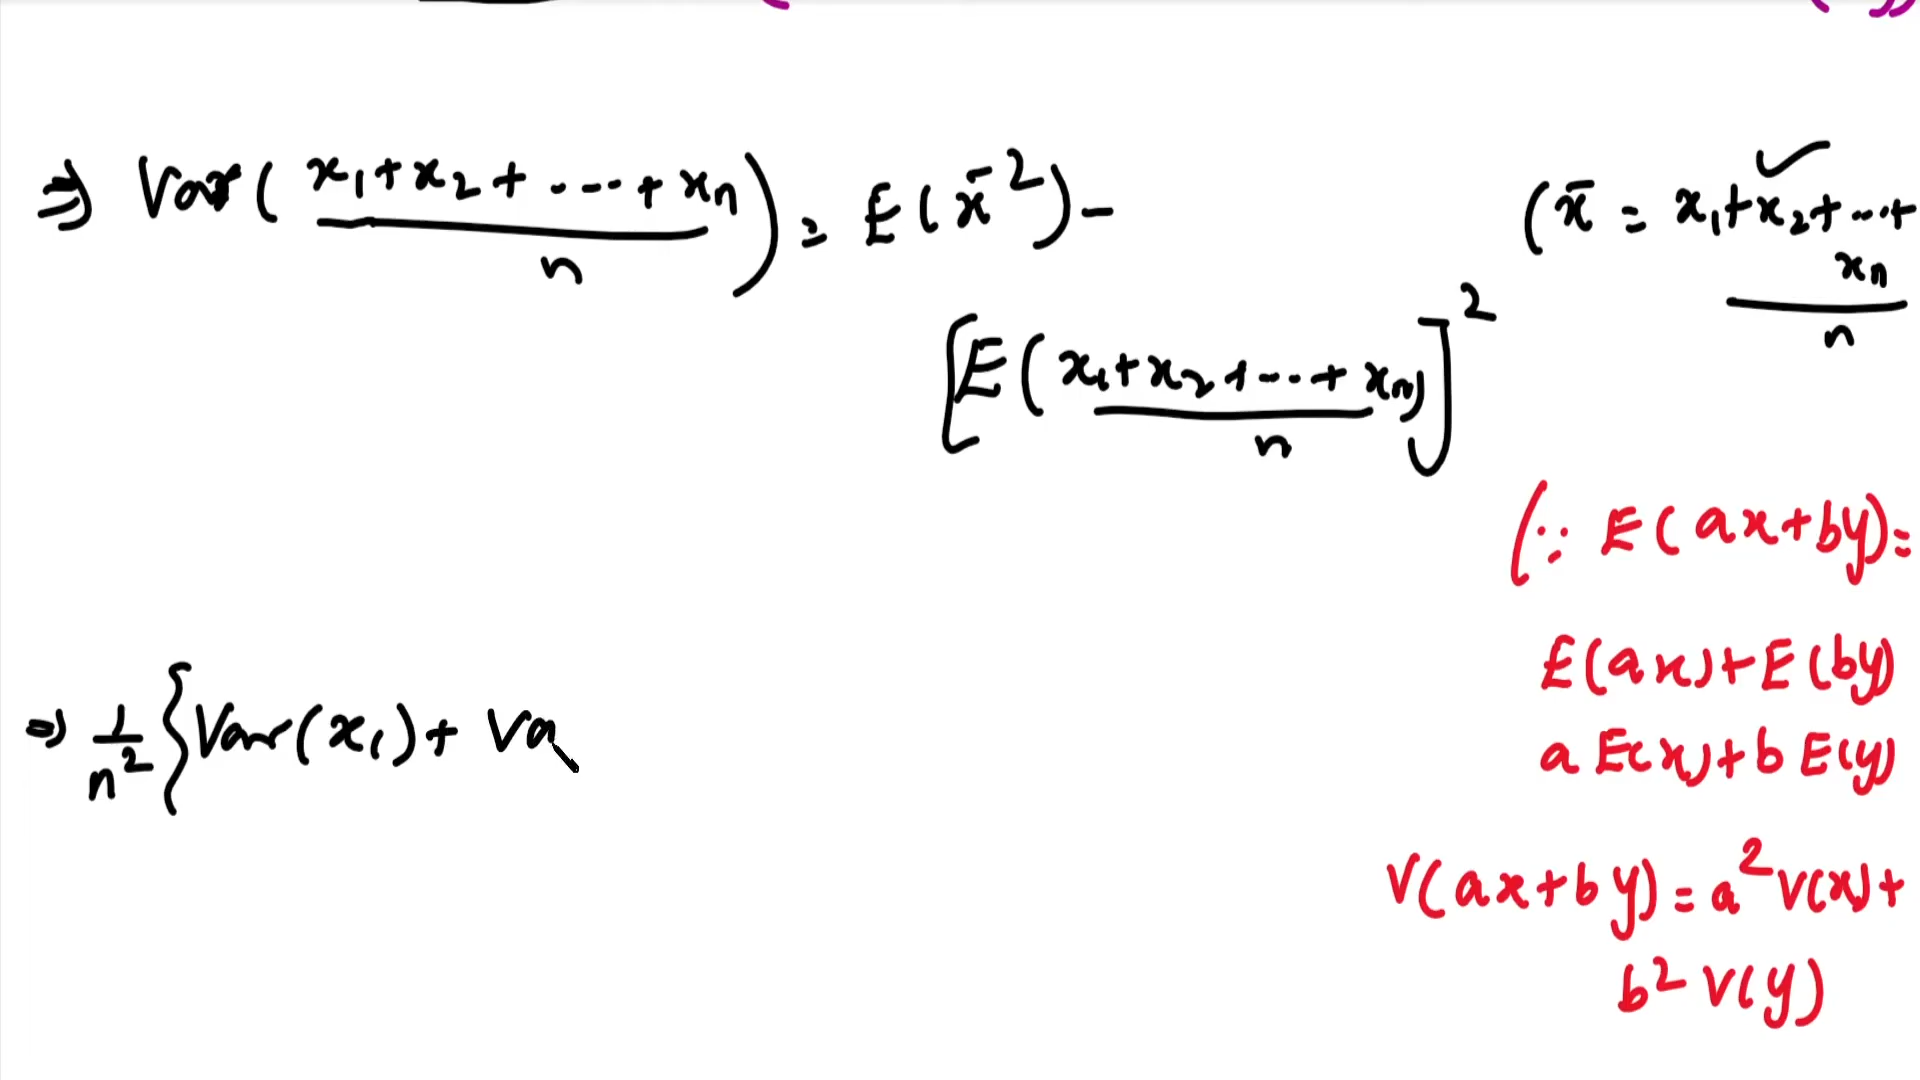 ⇒ Var( x₁+x₂+ ...+ xₙ / n ) = E(x̄²) -
(x̄ = x₁+x₂+...+ xₙ / n
[E( x₁+x₂+...+ xₙ) / n ]²
(∵ E(ax+by)=
E(ax)+E(by)
a E(x)+b E(y)
⇒ 1/n² {Var(x₁)+ Va
V(ax+by)= a²V(x)+
b² V(y)